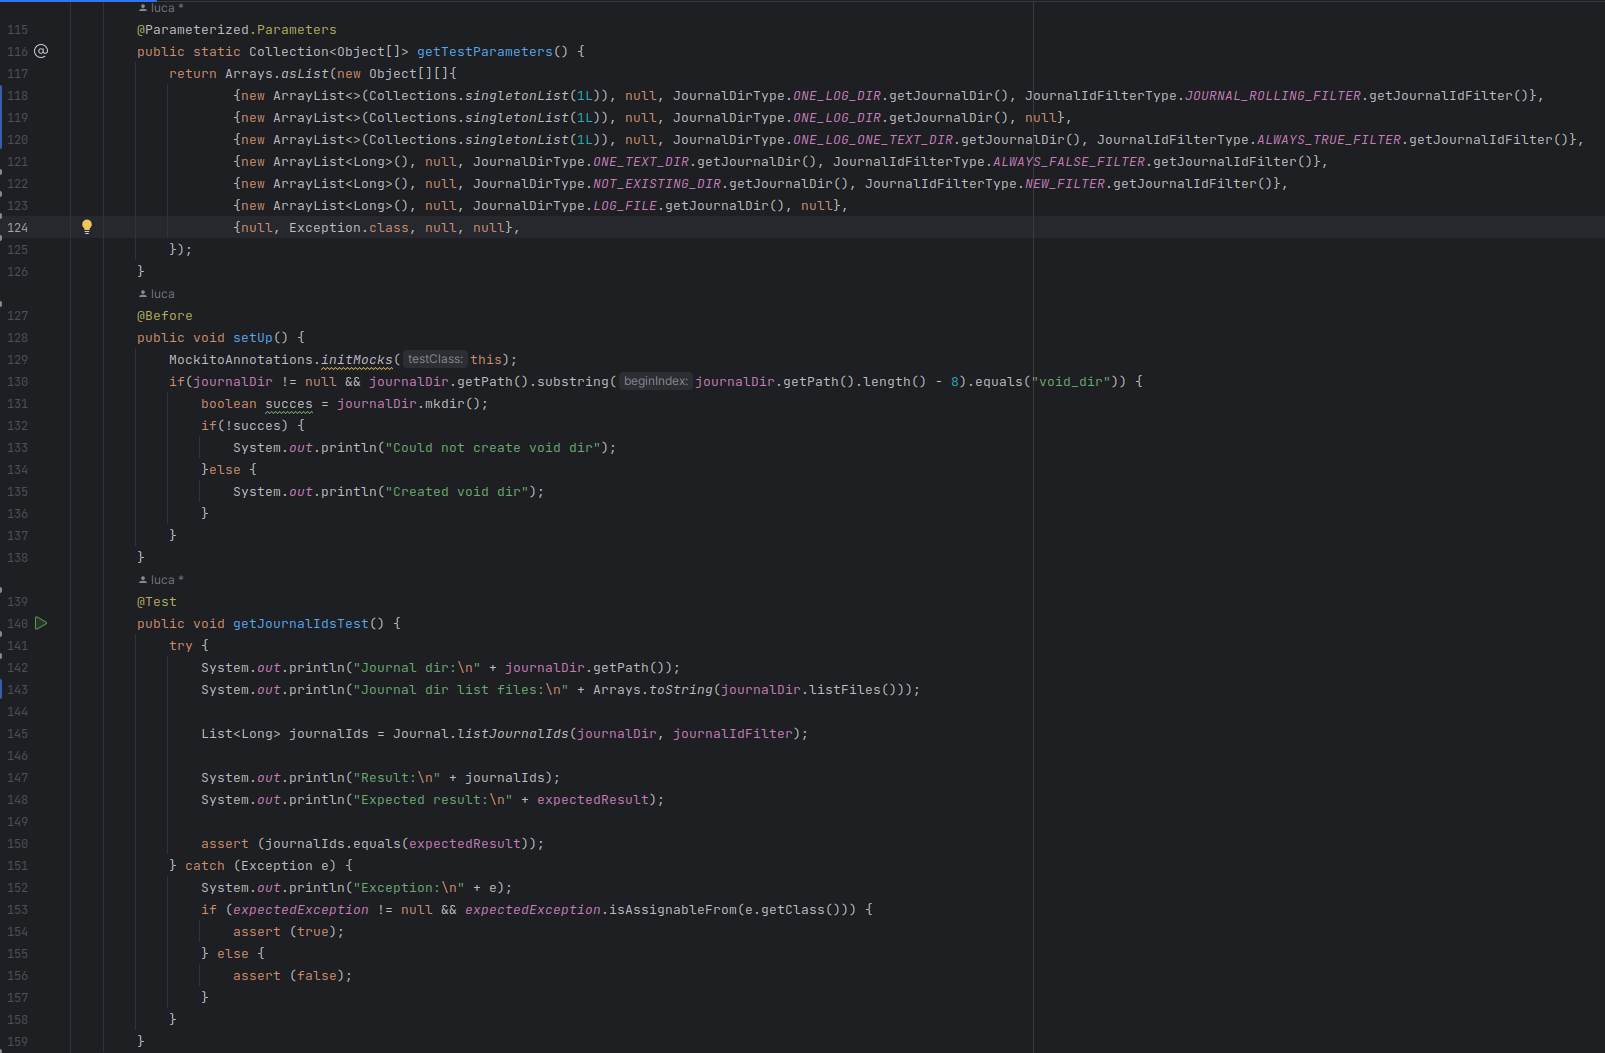 luca *
115 @Parameterized.Parameters
116 @ public static Collection<Object[]> getTestParameters() {
117 return Arrays.asList(new Object[][]{
118 {new ArrayList<>(Collections.singletonList(1L)), null, JournalDirType.ONE_LOG_DIR.getJournalDir(), JournalIdFilterType.JOURNAL_ROLLING_FILTER.getJournalIdFilter()},
119 {new ArrayList<>(Collections.singletonList(1L)), null, JournalDirType.ONE_LOG_DIR.getJournalDir(), null},
120 {new ArrayList<>(Collections.singletonList(1L)), null, JournalDirType.ONE_LOG_ONE_TEXT_DIR.getJournalDir(), JournalIdFilterType.ALWAYS_TRUE_FILTER.getJournalIdFilter()},
121 {new ArrayList<Long>(), null, JournalDirType.ONE_TEXT_DIR.getJournalDir(), JournalIdFilterType.ALWAYS_FALSE_FILTER.getJournalIdFilter()},
122 {new ArrayList<Long>(), null, JournalDirType.NOT_EXISTING_DIR.getJournalDir(), JournalIdFilterType.NEW_FILTER.getJournalIdFilter()},
123 {new ArrayList<Long>(), null, JournalDirType.LOG_FILE.getJournalDir(), null},
124 {null, Exception.class, null, null},
125 });
126 }
luca
127 @Before
128 public void setUp() {
129 MockitoAnnotations.initMocks( testClass: this);
130 if(journalDir != null && journalDir.getPath().substring( beginIndex: journalDir.getPath().length() - 8).equals("void_dir")) {
131 boolean succes = journalDir.mkdir();
132 if(!succes) {
133 System.out.println("Could not create void dir");
134 }else {
135 System.out.println("Created void dir");
136 }
137 }
138 }
luca *
139 @Test
140 public void getJournalIdsTest() {
141 try {
142 System.out.println("Journal dir:\n" + journalDir.getPath());
143 System.out.println("Journal dir list files:\n" + Arrays.toString(journalDir.listFiles()));
144
145 List<Long> journalIds = Journal.listJournalIds(journalDir, journalIdFilter);
146
147 System.out.println("Result:\n" + journalIds);
148 System.out.println("Expected result:\n" + expectedResult);
149
150 assert (journalIds.equals(expectedResult));
151 } catch (Exception e) {
152 System.out.println("Exception:\n" + e);
153 if (expectedException != null && expectedException.isAssignableFrom(e.getClass())) {
154 assert (true);
155 } else {
156 assert (false);
157 }
158 }
159 }